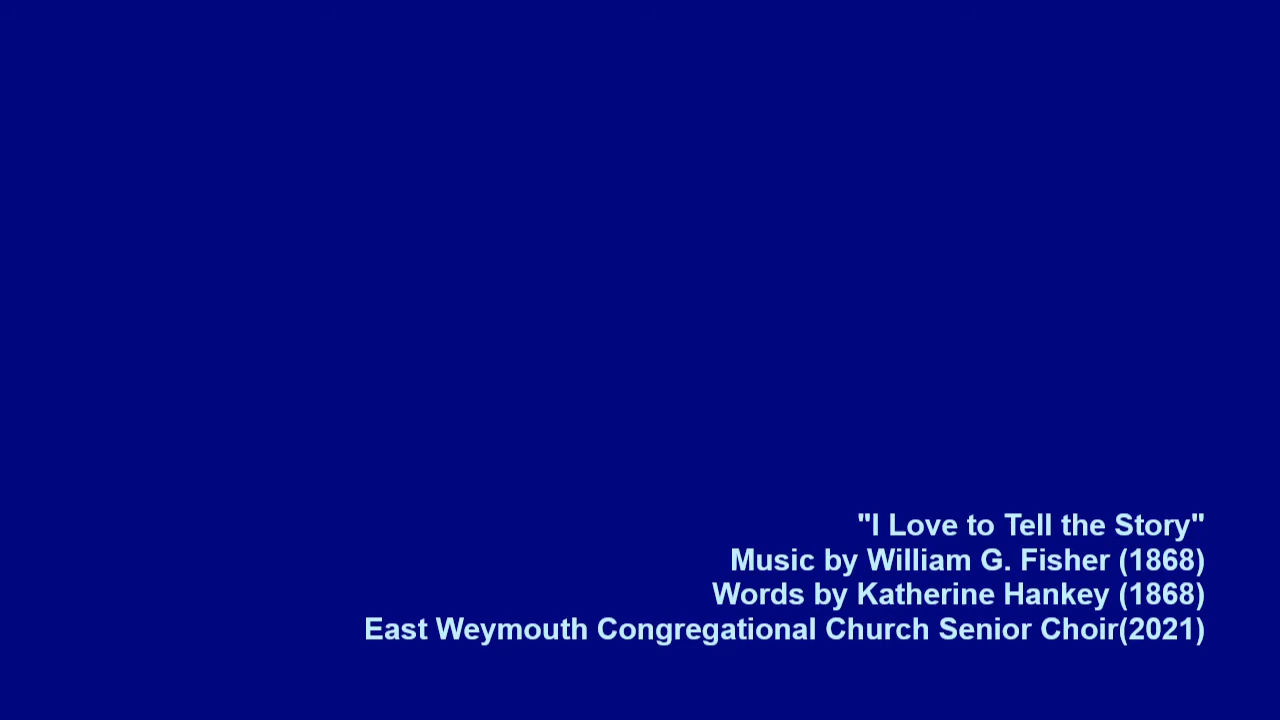 "I Love to Tell the Story"
Music by William G. Fisher (1868)
Words by Katherine Hankey (1868)
East Weymouth Congregational Church Senior Choir(2021)